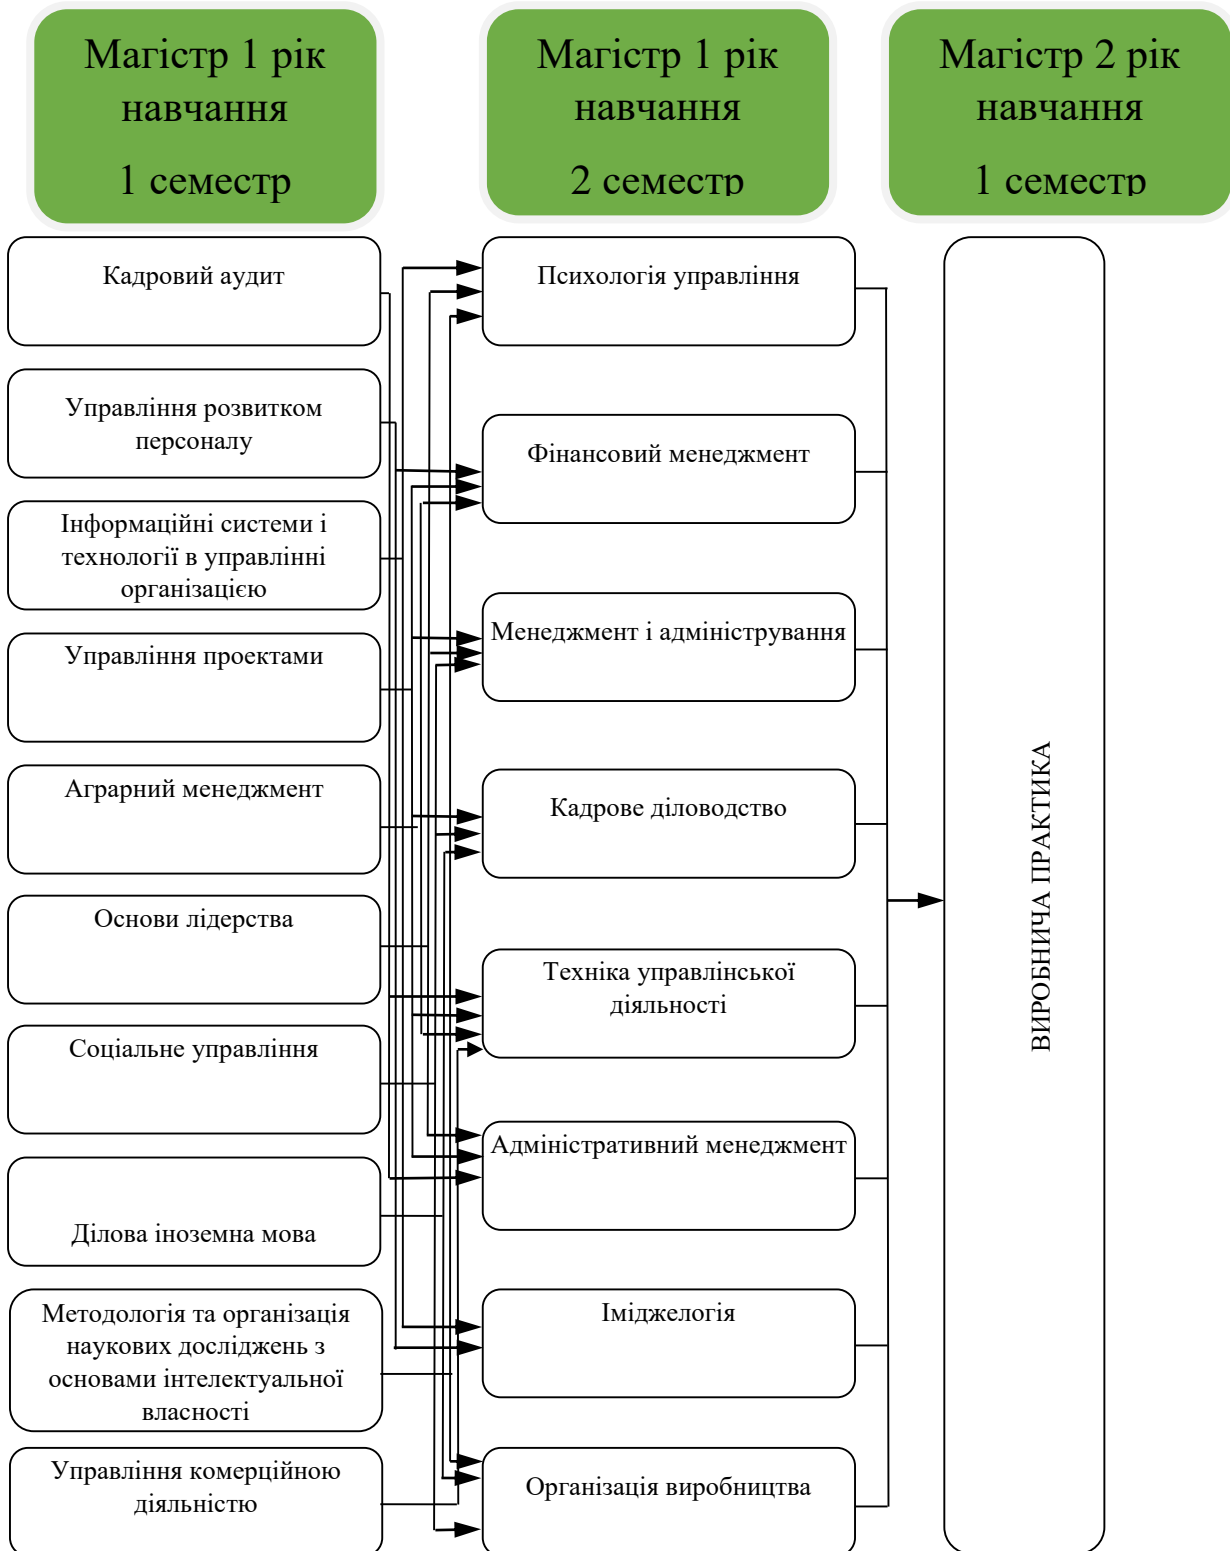 Магістр 1 рік
навчання
1 семестр
Магістр 1 рік
навчання
2 семестр
Магістр 2 рік
навчання
1 семестр
Кадровий аудит
Управління розвитком
персоналу
Інформаційні системи і
технології в управлінні
організацією
Управління проектами
Аграрний менеджмент
Основи лідерства
Соціальне управління
Ділова іноземна мова
Методологія та організація
наукових досліджень з
основами інтелектуальної
власності
Управління комерційною
діяльністю
Психологія управління
Фінансовий менеджмент
Менеджмент і адміністрування
Кадрове діловодство
Техніка управлінської
діяльності
Адміністративний менеджмент
Іміджелогія
Організація виробництва
ВИРОБНИЧА ПРАКТИКА